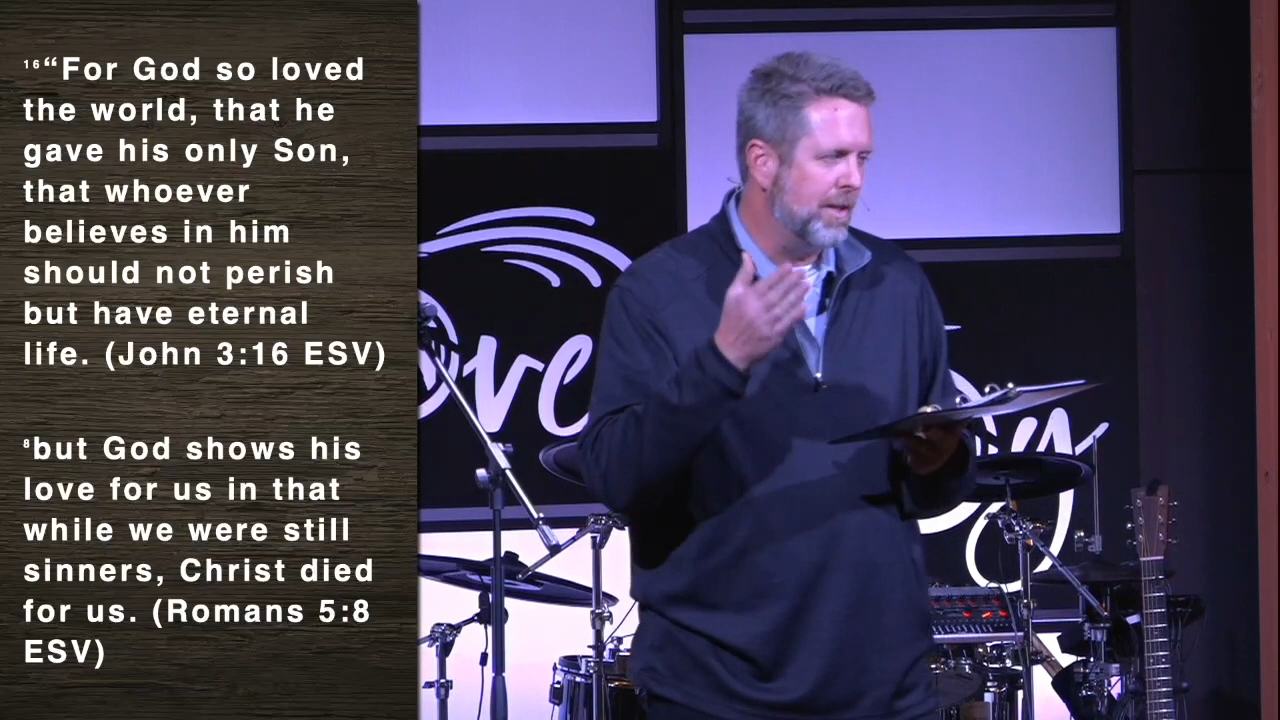 16“For God so loved
the world, that he
gave his only Son,
that whoever
believes in him
should not perish
but have eternal
life. (John 3:16 ESV)
8but God shows his
love for us in that
while we were still
sinners, Christ died
for us. (Romans 5:8
ESV)